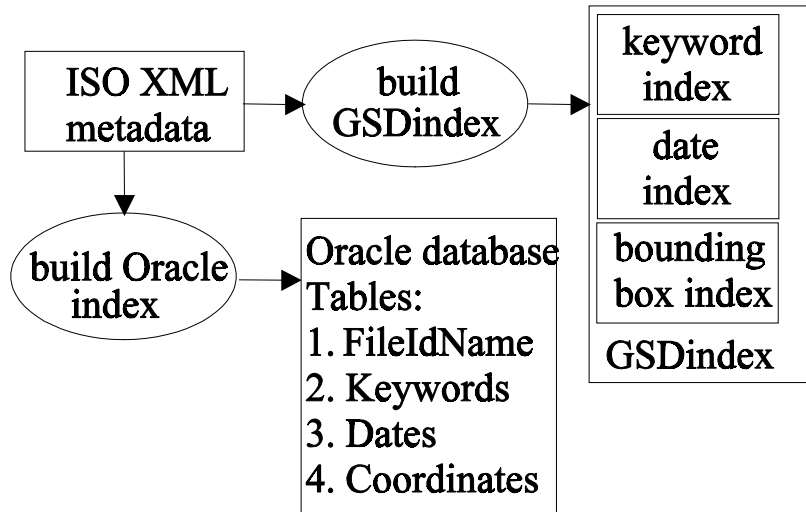 ISO XML
metadata
build
GSDindex
keyword
index
date
index
bounding
box index
GSDindex
build Oracle
index
Oracle database
Tables:
1. FileIdName
2. Keywords
3. Dates
4. Coordinates